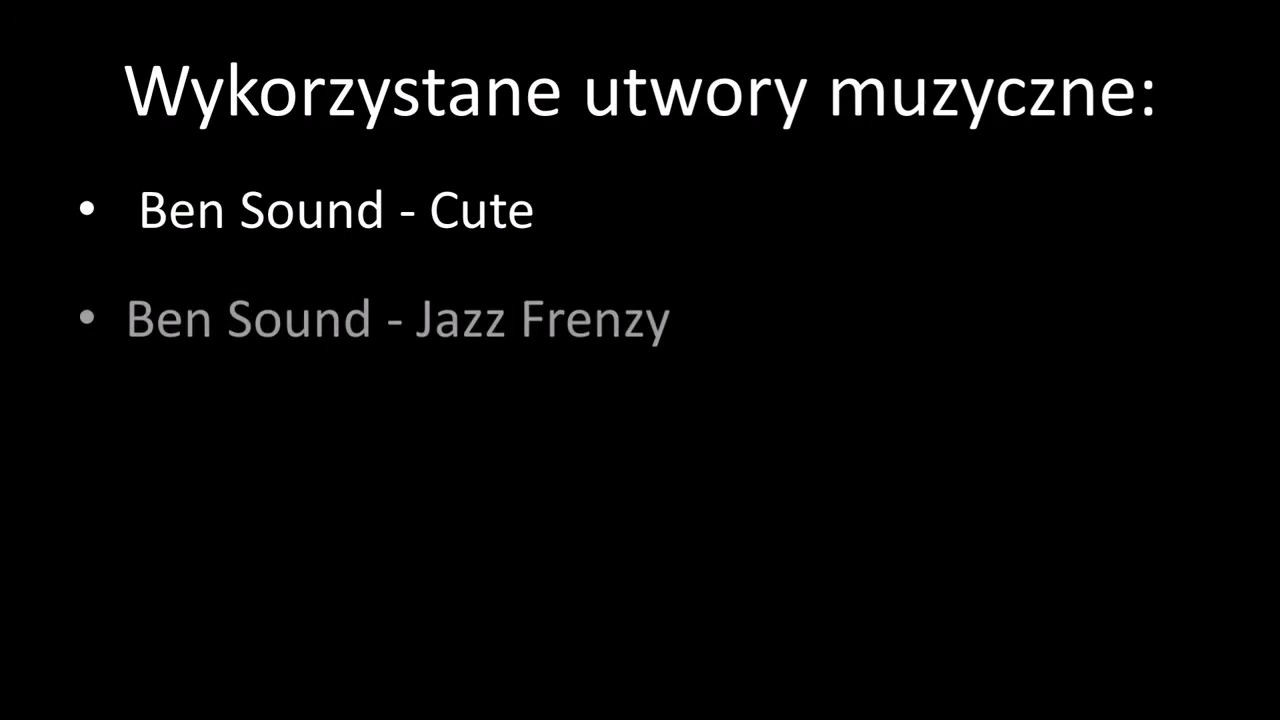 Wykorzystane utwory muzyczne:
• Ben Sound - Cute
• Ben Sound - Jazz Frenzy